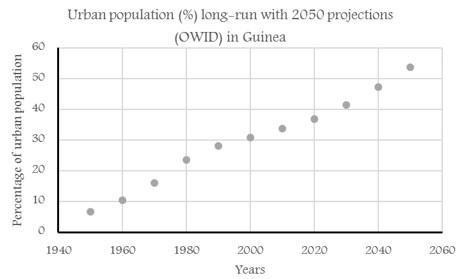 Urban population (%) long-run with 2050 projections
(OWID) in Guinea
Percentage of urban population
60
50
40
30
20
10
0
1940 1960 1980 2000 2020 2040 2060
Years